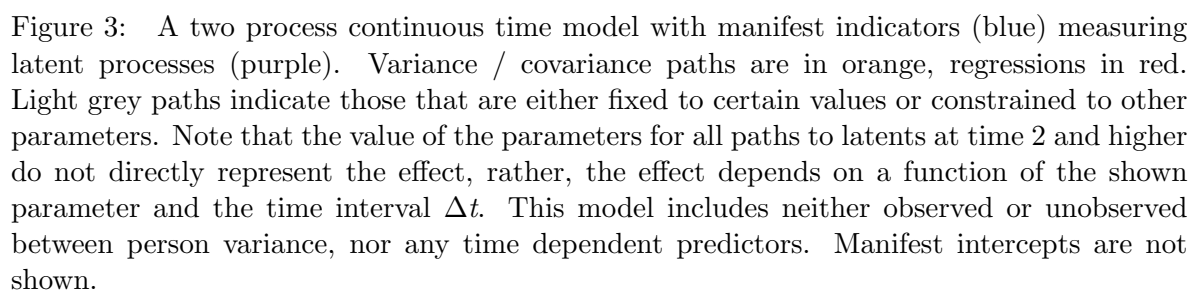 Figure 3: A two process continuous time model with manifest indicators (blue) measuring
latent processes (purple). Variance / covariance paths are in orange, regressions in red.
Light grey paths indicate those that are either fixed to certain values or constrained to other
parameters. Note that the value of the parameters for all paths to latents at time 2 and higher
do not directly represent the effect, rather, the effect depends on a function of the shown
parameter and the time interval Δt. This model includes neither observed or unobserved
between person variance, nor any time dependent predictors. Manifest intercepts are not
shown.